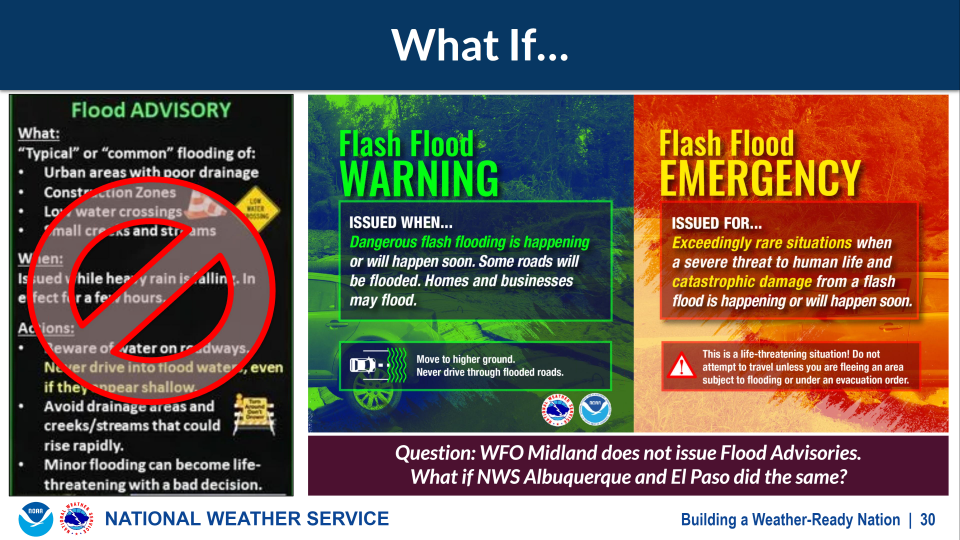 What If...
Flood ADVISORY
What:
"Typical" or "common" flooding of:
• Urban areas with poor drainage
• Construction Zones
• Low water crossings
• Small creeks and streams
LOW
WATER
CROSSING
When:
Issued while heavy rain is falling. In
effect for a few hours.
Actions:
• Beware of water on roadways.
Never drive into flood waters, even
if they appear shallow.
• Avoid drainage areas and
creeks/streams that could
rise rapidly.
• Minor flooding can become life-
threatening with a bad decision.
Turn
Around
Don't
Drown
Flash Flood
WARNING
ISSUED WHEN...
Dangerous flash flooding is happening
or will happen soon. Some roads will
be flooded. Homes and businesses
may flood.
Move to higher ground.
Never drive through flooded roads.
NOAA
Flash Flood
EMERGENCY
ISSUED FOR...
Exceedingly rare situations when
a severe threat to human life and
catastrophic damage from a flash
flood is happening or will happen soon.
This is a life-threatening situation! Do not
attempt to travel unless you are fleeing an area
subject to flooding or under an evacuation order.
Question: WFO Midland does not issue Flood Advisories.
What if NWS Albuquerque and El Paso did the same?
NOAA
NATIONAL WEATHER SERVICE
Building a Weather-Ready Nation | 30